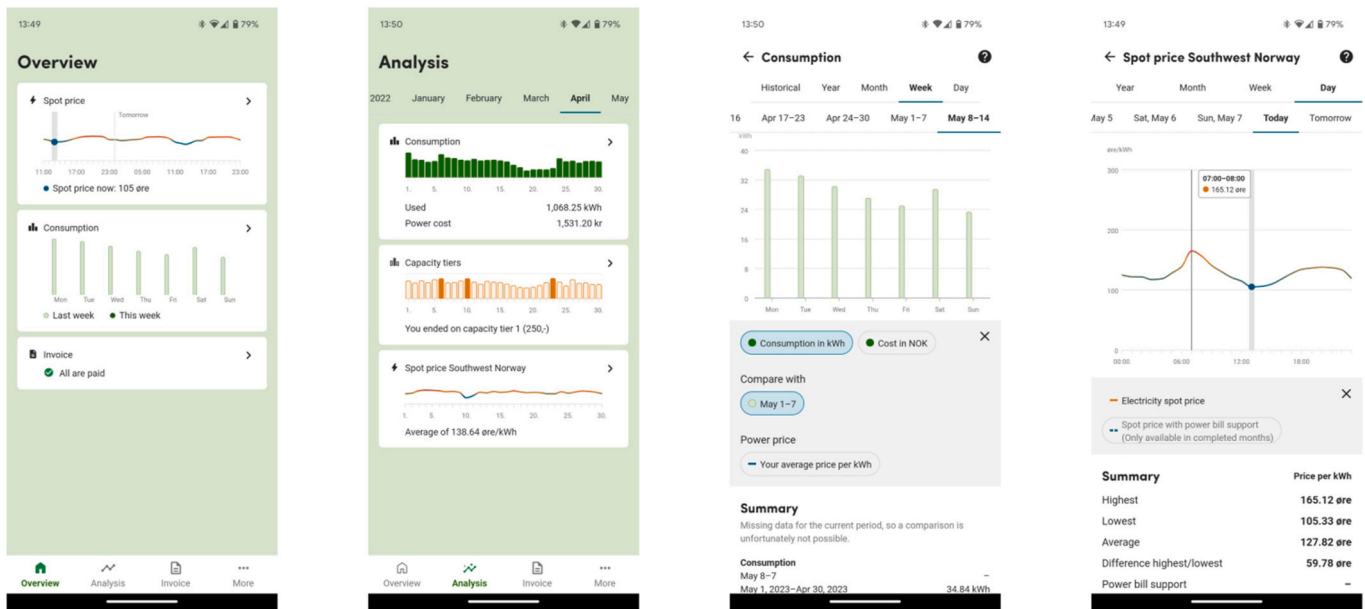 13:49
79%
Overview
Spot price
Tomorrow
11:00 17:00 23:00 05:00 11:00 17:00 23:00
Spot price now: 105 øre
Consumption
Mon Tue Wed Thu Fri Sat Sun
Last week This week
Invoice
All are paid
Overview Analysis Invoice More
13:50
79%
Analysis
2022 January February March April May
Consumption
1. 5. 10. 15. 20. 25. 30.
Used 1,068.25 kWh
Power cost 1,531.20 kr
Capacity tiers
1. 5. 10. 15. 20. 25. 30.
You ended on capacity tier 1 (250,-)
Spot price Southwest Norway
1. 5. 10. 15. 20. 25. 30.
Average of 138.64 øre/kWh
Overview Analysis Invoice More
13:50
79%
Consumption
Historical Year Month Week Day
16 Apr 17–23 Apr 24–30 May 1–7 May 8–14
kWh
40
32
24
16
8
0
Mon Tue Wed Thu Fri Sat Sun
Consumption in kWh Cost in NOK
Compare with
May 1–7
Power price
Your average price per kWh
Summary
Missing data for the current period, so a comparison is
unfortunately not possible.
Consumption
May 8–7 –
May 1, 2023–Apr 30, 2023 34.84 kWh
13:49
79%
Spot price Southwest Norway
Year Month Week Day
May 5 Sat, May 6 Sun, May 7 Today Tomorrow
øre/kWh
300
07:00–08:00
165.12 øre
200
100
0
00:00 06:00 12:00 18:00
Electricity spot price
Spot price with power bill support
(Only available in completed months)
Summary Price per kWh
Highest 165.12 øre
Lowest 105.33 øre
Average 127.82 øre
Difference highest/lowest 59.78 øre
Power bill support –